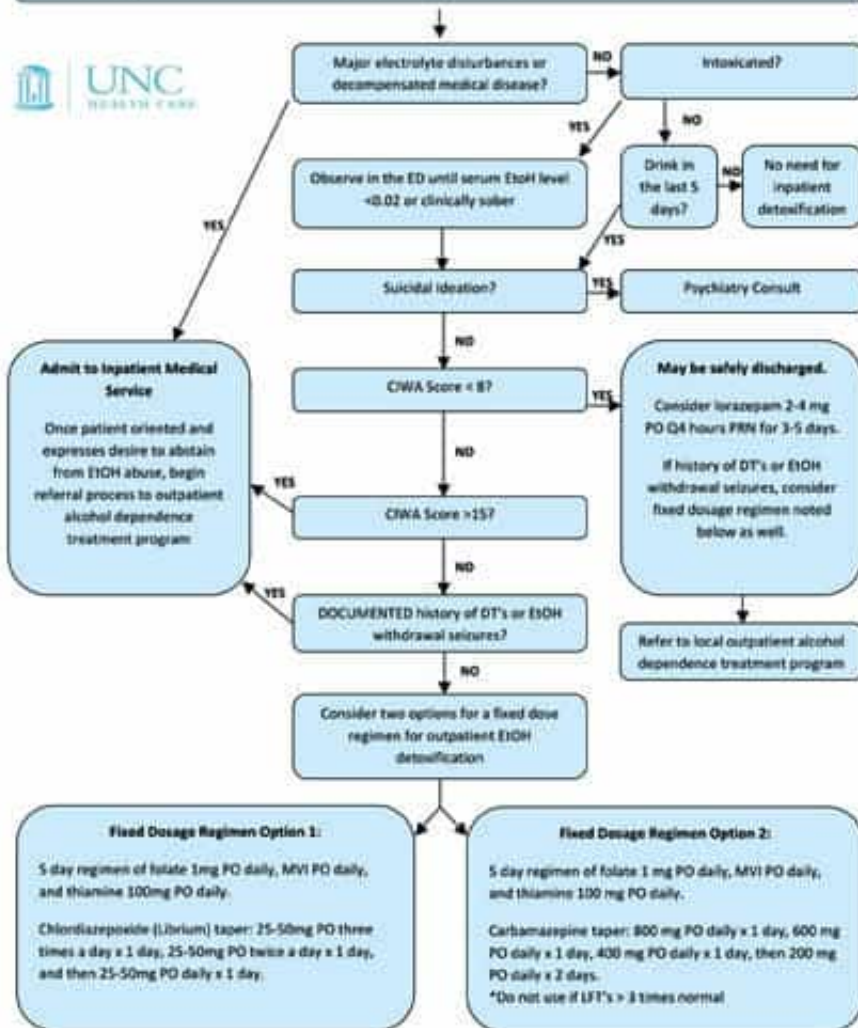 UNC
HEALTH CARE
Major electrolyte disturbances or
decompensated medical disease?
NO
Intoxicated?
YES
NO
Observe in the ED until serum EtoH level
<0.02 or clinically sober
Drink in
the last 5
days?
NO
No need for
inpatient
detoxification
YES
YES
Suicidal Ideation?
YES
Psychiatry Consult
NO
Admit to Inpatient Medical
Service
Once patient oriented and
expresses desire to abstain
from EtOH abuse, begin
referral process to outpatient
alcohol dependence
treatment program
CIWA Score < 8?
YES
May be safely discharged.
Consider lorazepam 2-4 mg
PO Q4 hours PRN for 3-5 days.
If history of DT's or EtOH
withdrawal seizures, consider
fixed dosage regimen noted
below as well.
NO
YES
CIWA Score >15?
NO
YES
DOCUMENTED history of DT's or EtOH
withdrawal seizures?
Refer to local outpatient alcohol
dependence treatment program
NO
Consider two options for a fixed dose
regimen for outpatient EtOH
detoxification
Fixed Dosage Regimen Option 1:
5 day regimen of folate 1mg PO daily, MVI PO daily,
and thiamine 100mg PO daily.
Chlordiazepoxide (Librium) taper: 25-50mg PO three
times a day x 1 day, 25-50mg PO twice a day x 1 day,
and then 25-50mg PO daily x 1 day.
Fixed Dosage Regimen Option 2:
5 day regimen of folate 1 mg PO daily, MVI PO daily,
and thiamine 100 mg PO daily.
Carbamazepine taper: 800 mg PO daily x 1 day, 600 mg
PO daily x 1 day, 400 mg PO daily x 1 day, then 200 mg
PO daily x 2 days.
*Do not use if LFT's > 3 times normal